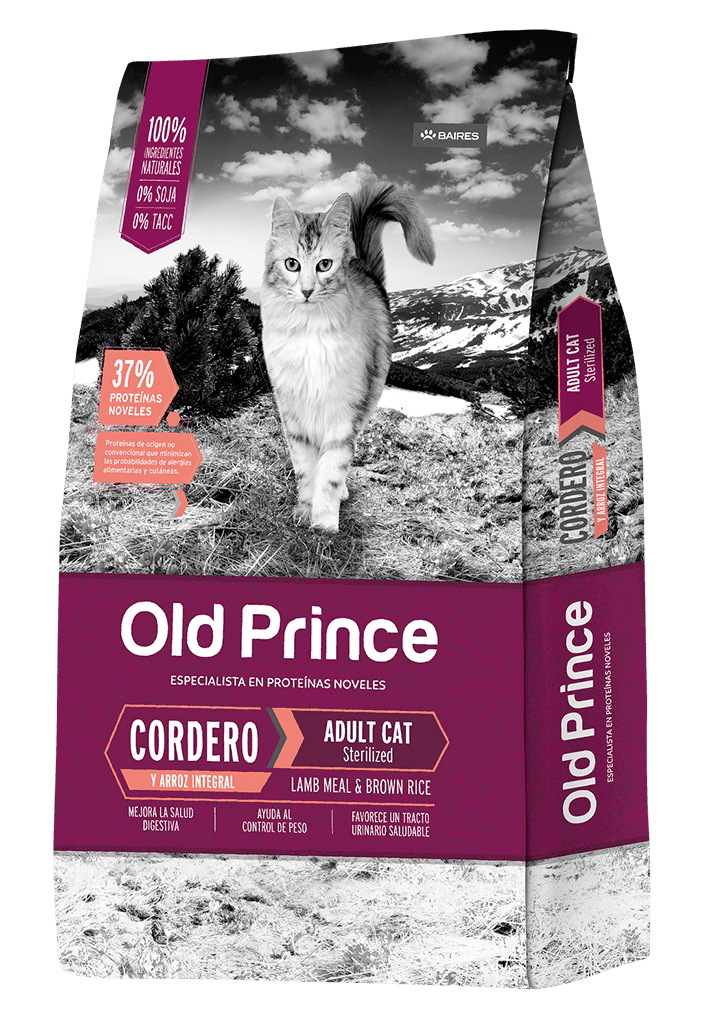 100%
INGREDIENTES
NATURALES
0% SOJA
0% TACC
BAIRES
37%
PROTEÍNAS
NOVELES
Proteínas de origen no
convencional que minimizan
las probabilidades de alergias
alimentarias y cutáneas.
Old Prince
ESPECIALISTA EN PROTEÍNAS NOVELES
CORDERO
Y ARROZ INTEGRAL
ADULT CAT
Sterilized
LAMB MEAL & BROWN RICE
MEJORA LA SALUD
DIGESTIVA
AYUDA AL
CONTROL DE PESO
FAVORECE UN TRACTO
URINARIO SALUDABLE
ADULT CAT
Sterilized
CORDERO
Y ARROZ INTEGRAL
Old Prince
ESPECIALISTA EN PROTEÍNAS NOVELES